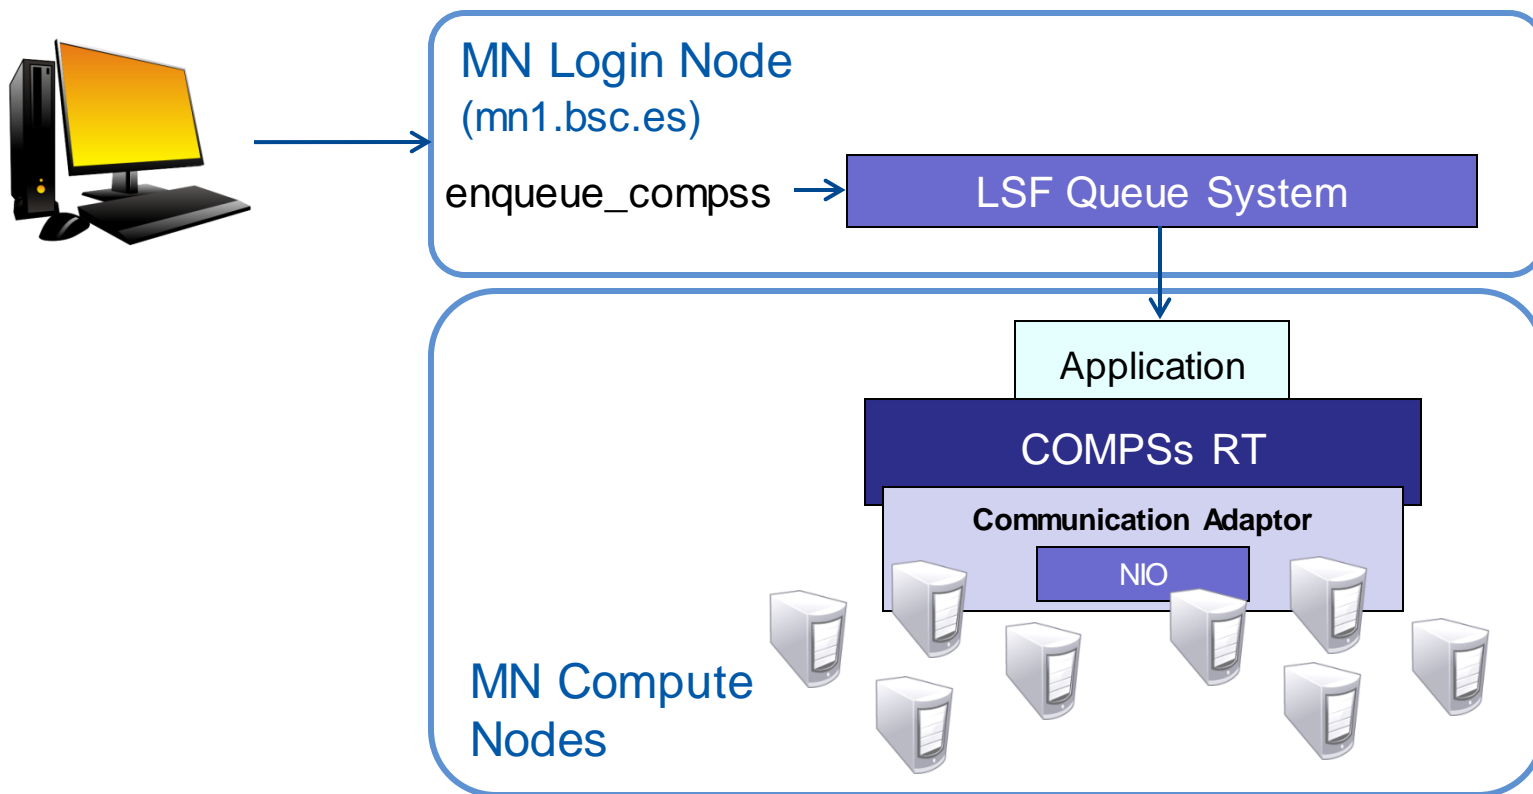 MN Login Node
(mn1.bsc.es)
enqueue_compss
LSF Queue System
Application
COMPSs RT
Communication Adaptor
NIO
MN Compute
Nodes